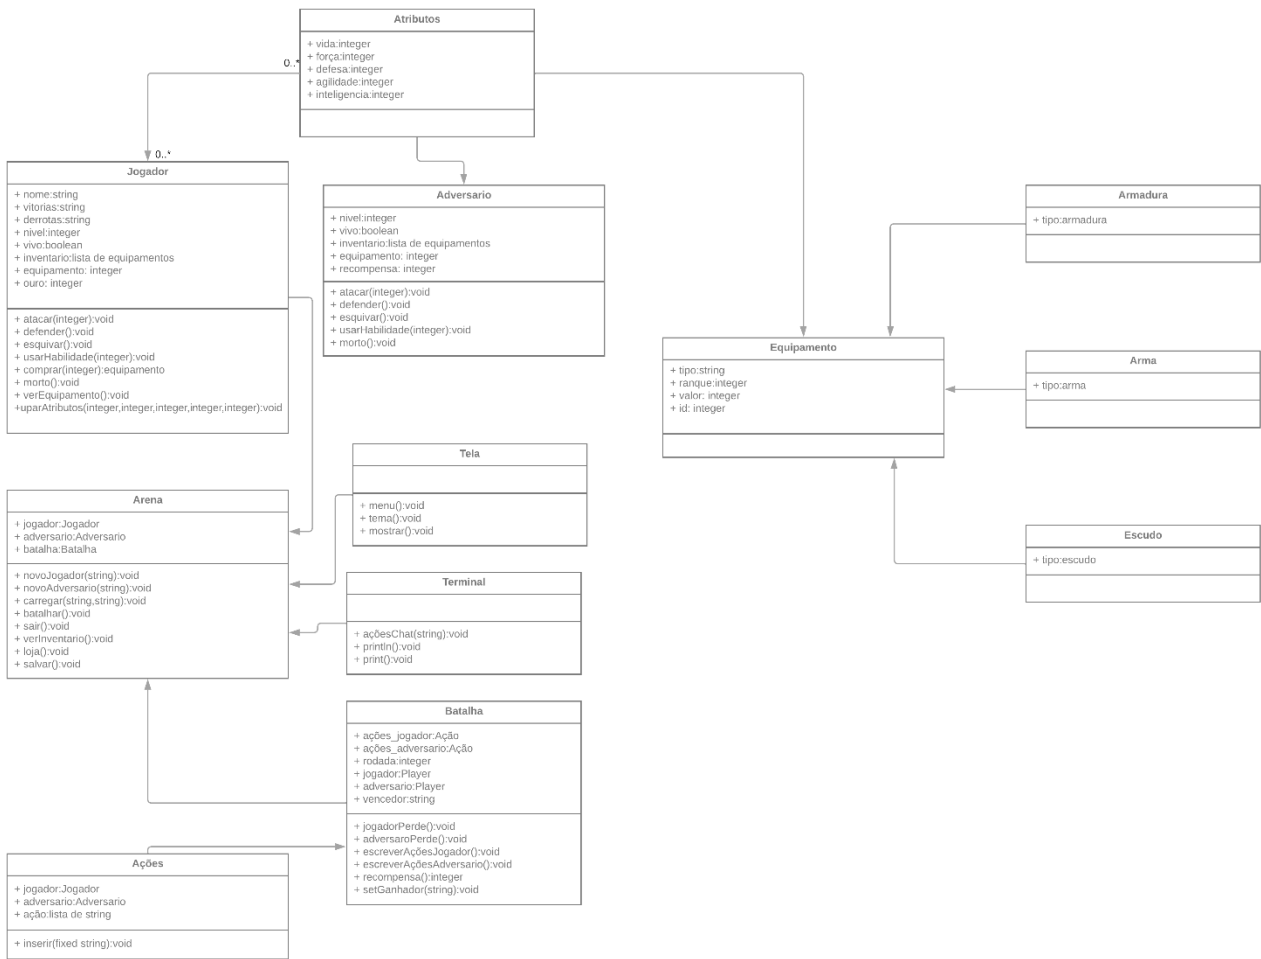 Atributos
+ vida:integer
+ força:integer
+ defesa:integer
+ agilidade:integer
+ inteligencia:integer
0..*
0..*
Jogador
+ nome:string
+ vitorias:string
+ derrotas:string
+ nivel:integer
+ vivo:boolean
+ inventario:lista de equipamentos
+ equipamento: integer
+ ouro: integer
+ atacar(integer):void
+ defender():void
+ esquivar():void
+ usarHabilidade(integer):void
+ comprar(integer):equipamento
+ morto():void
+ verEquipamento():void
+uparAtributos(integer,integer,integer,integer,integer):void
Adversario
+ nivel:integer
+ vivo:boolean
+ inventario:lista de equipamentos
+ equipamento: integer
+ recompensa: integer
+ atacar(integer):void
+ defender():void
+ esquivar():void
+ usarHabilidade(integer):void
+ morto():void
Armadura
+ tipo:armadura
Equipamento
+ tipo:string
+ ranque:integer
+ valor: integer
+ id: integer
Arma
+ tipo:arma
Escudo
+ tipo:escudo
Tela
+ menu():void
+ tema():void
+ mostrar():void
Arena
+ jogador:Jogador
+ adversario:Adversario
+ batalha:Batalha
+ novoJogador(string):void
+ novoAdversario(string):void
+ carregar(string,string):void
+ batalhar():void
+ sair():void
+ verInventario():void
+ loja():void
+ salvar():void
Terminal
+ açõesChat(string):void
+ println():void
+ print():void
Batalha
+ ações_jogador:Ação
+ ações_adversario:Ação
+ rodada:integer
+ jogador:Player
+ adversario:Player
+ vencedor:string
+ jogadorPerde():void
+ adversaroPerde():void
+ escreverAçõesJogador():void
+ escreverAçõesAdversario():void
+ recompensa():integer
+ setGanhador(string):void
Ações
+ jogador:Jogador
+ adversario:Adversario
+ ação:lista de string
+ inserir(fixed string):void